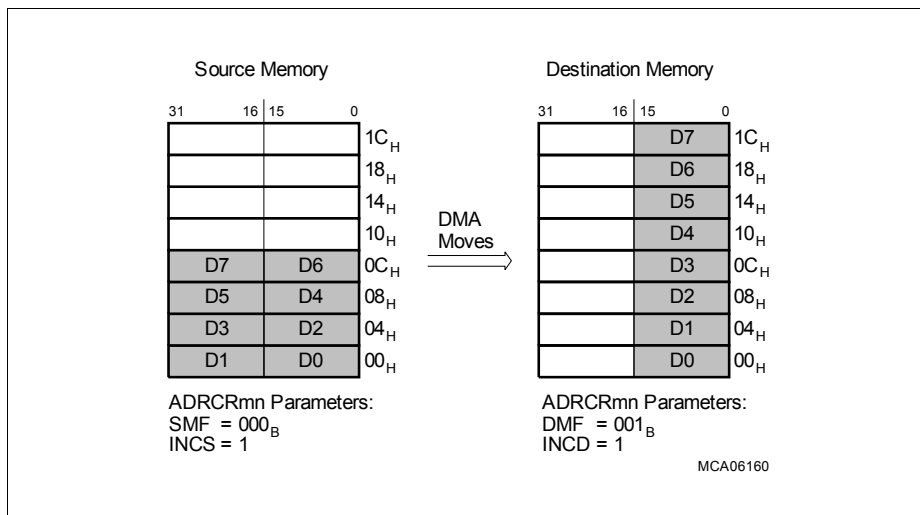 Source Memory Destination Memory
31 16 15 0 31 16 15 0
1C H D7 1C H
18 H D6 18 H
14 H D5 14 H
10 H D4 10 H
DMA
Moves
D7 D6 0C H D3 0C H
D5 D4 08 H D2 08 H
D3 D2 04 H D1 04 H
D1 D0 00 H D0 00 H
ADRCRmn Parameters: ADRCRmn Parameters:
SMF = 000B DMF = 001B
INCS = 1 INCD = 1
MCA06160